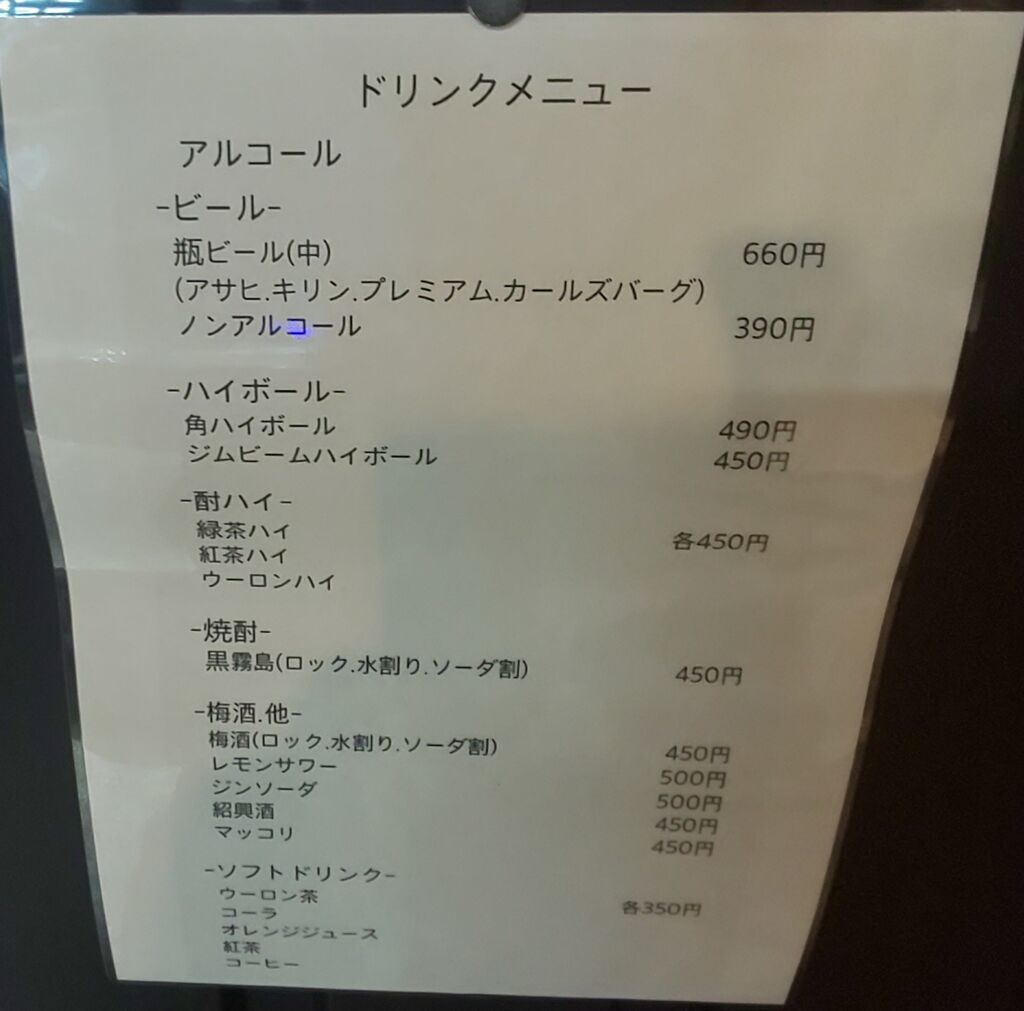 ドリンクメニュー
アルコール
-ビール-
瓶ビール(中) 660円
(アサヒ.キリン.プレミアム.カールズバーグ)
ノンアルコール 390円
-ハイボール-
角ハイボール 490円
ジムビームハイボール 450円
-酎ハイ-
緑茶ハイ 各450円
紅茶ハイ
ウーロンハイ
-焼酎-
黒霧島(ロック.水割り.ソーダ割) 450円
-梅酒.他-
梅酒(ロック.水割り.ソーダ割) 450円
レモンサワー 500円
ジンソーダ 500円
紹興酒 450円
マッコリ 450円
-ソフトドリンク-
ウーロン茶 各350円
コーラ
オレンジジュース
紅茶
コーヒー